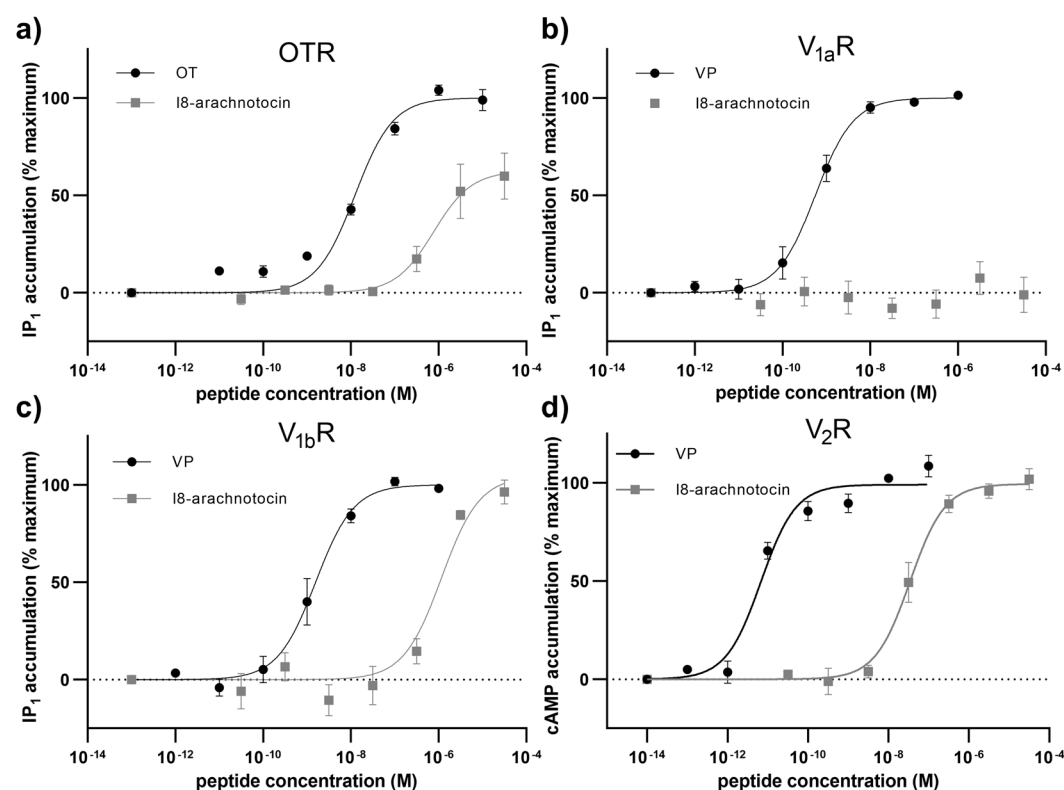 a)
OTR
OT
I8-arachnotocin
IP₁ accumulation (% maximum)
100
50
0
10⁻¹⁴ 10⁻¹² 10⁻¹⁰ 10⁻⁸ 10⁻⁶ 10⁻⁴
peptide concentration (M)
b)
V₁ₐR
VP
I8-arachnotocin
IP₁ accumulation (% maximum)
100
50
0
10⁻¹⁴ 10⁻¹² 10⁻¹⁰ 10⁻⁸ 10⁻⁶ 10⁻⁴
peptide concentration (M)
c)
V1bR
VP
I8-arachnotocin
IP₁ accumulation (% maximum)
100
50
0
10⁻¹⁴ 10⁻¹² 10⁻¹⁰ 10⁻⁸ 10⁻⁶ 10⁻⁴
peptide concentration (M)
d)
V₂R
VP
I8-arachnotocin
cAMP accumulation (% maximum)
100
50
0
10⁻¹⁴ 10⁻¹² 10⁻¹⁰ 10⁻⁸ 10⁻⁶ 10⁻⁴
peptide concentration (M)